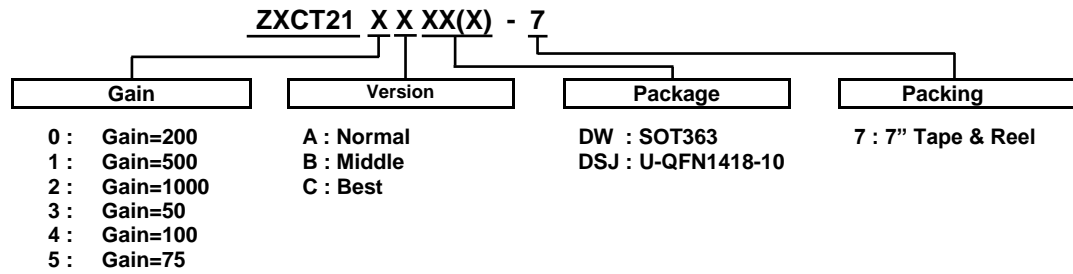 ZXCT21 X X XX(X) - 7
Gain
0 : Gain=200
1 : Gain=500
2 : Gain=1000
3 : Gain=50
4 : Gain=100
5 : Gain=75
Version
A : Normal
B : Middle
C : Best
Package
DW : SOT363
DSJ : U-QFN1418-10
Packing
7 : 7” Tape & Reel